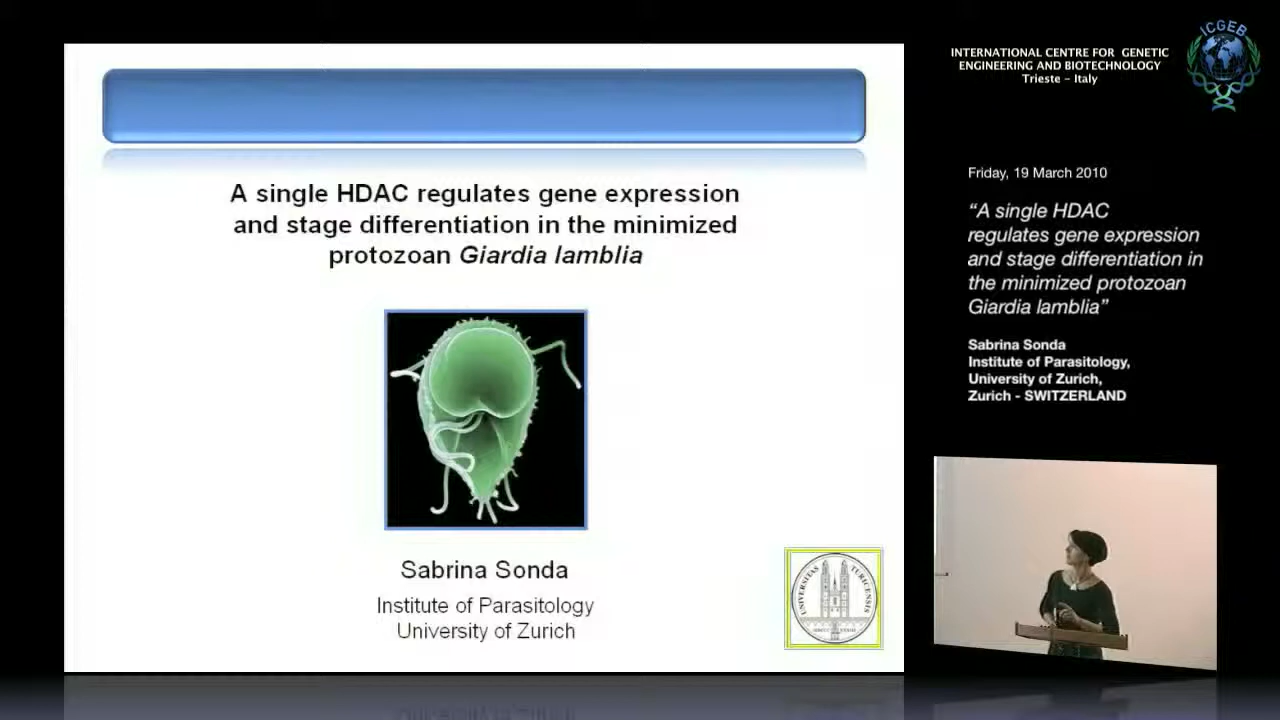 A single HDAC regulates gene expression
and stage differentiation in the minimized
protozoan Giardia lamblia
Sabrina Sonda
Institute of Parasitology
University of Zurich
UNIVERSITAS TURICENSIS
ICGEB
INTERNATIONAL CENTRE FOR GENETIC
ENGINEERING AND BIOTECHNOLOGY
Trieste - Italy
Friday, 19 March 2010
“A single HDAC
regulates gene expression
and stage differentiation in
the minimized protozoan
Giardia lamblia”
Sabrina Sonda
Institute of Parasitology,
University of Zurich,
Zurich - SWITZERLAND